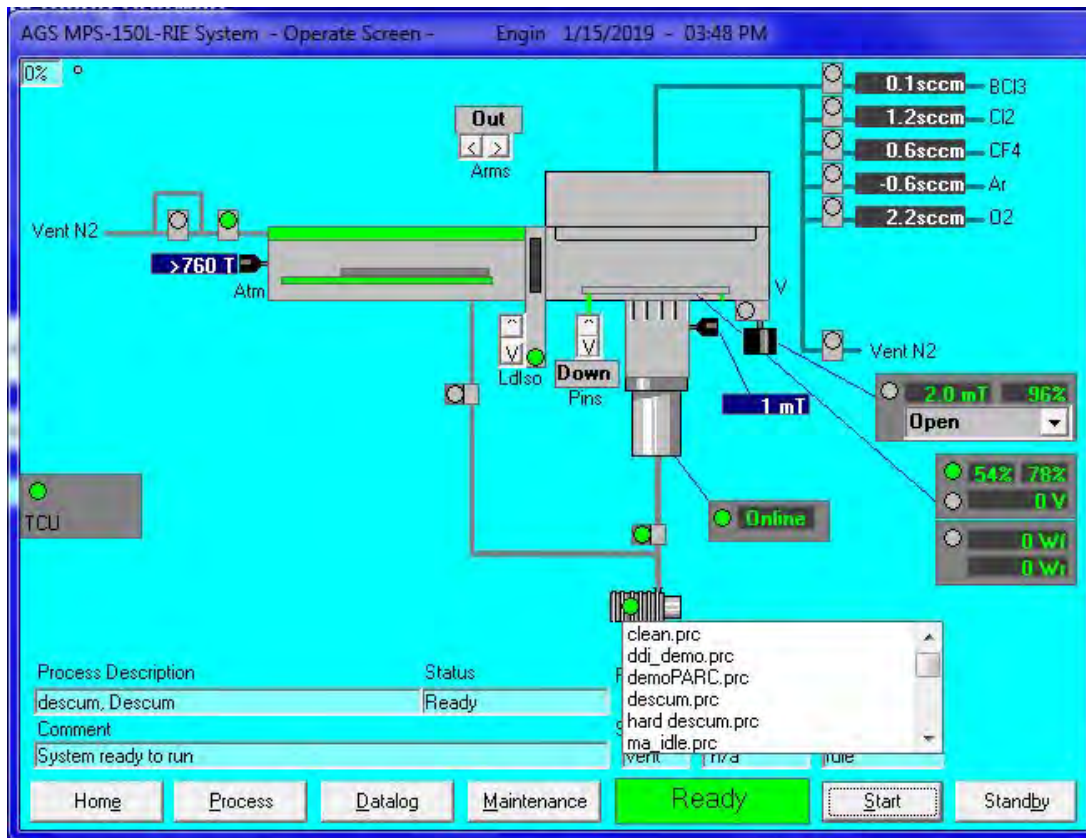 AGS MPS-150L-RIE System - Operate Screen - Engin 1/15/2019 - 03:48 PM
0%
Out
< >
Arms
0.1sccm BCl3
1.2sccm Cl2
0.6sccm CF4
-0.6sccm Ar
2.2sccm O2
Vent N2
>760 T
Atm
V
^
V
LdIso
^
V
Down
Pins
1 mT
Vent N2
2.0 mT 96%
Open
54% 78%
0 V
0 Wf
0 Wr
TCU
Online
clean.prc
ddi_demo.prc
demoPARC.prc
descum.prc
hard descum.prc
ma_idle.prc
Process Description Status
descum, Descum Ready
Comment
System ready to run vent n/a Idle
Home Process Datalog Maintenance Ready Start Standby